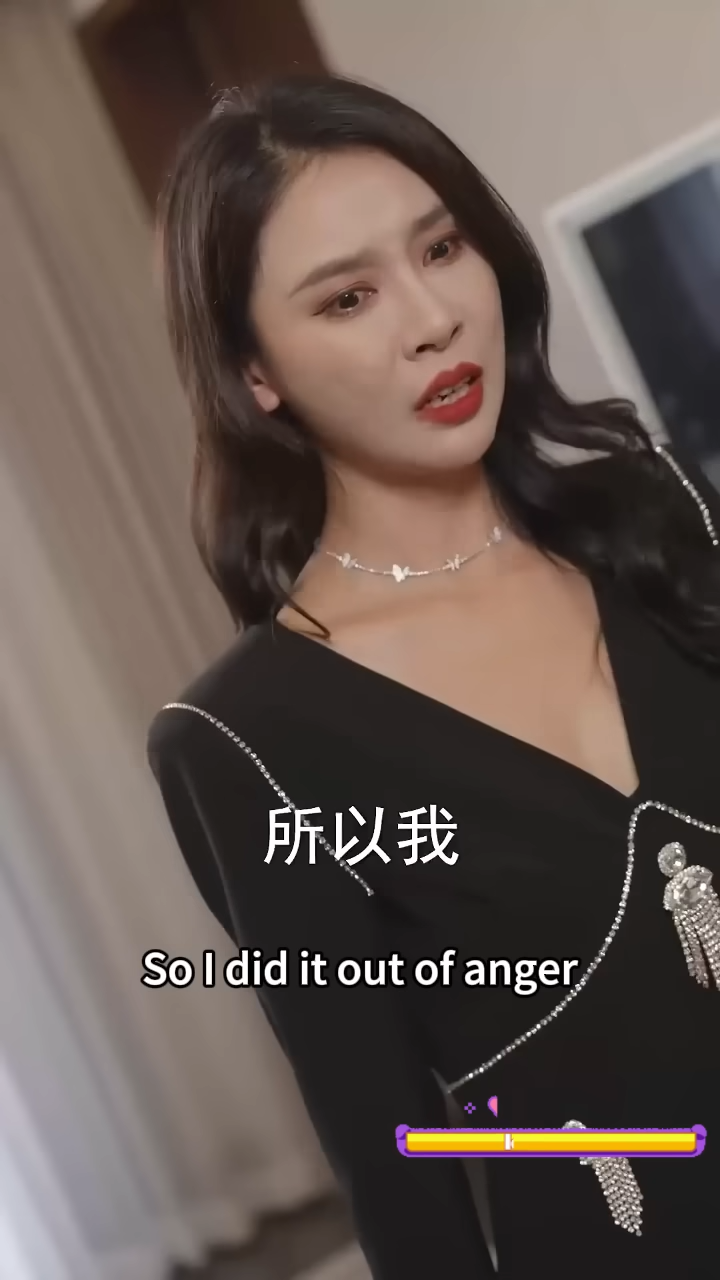 所以我
So I did it out of anger